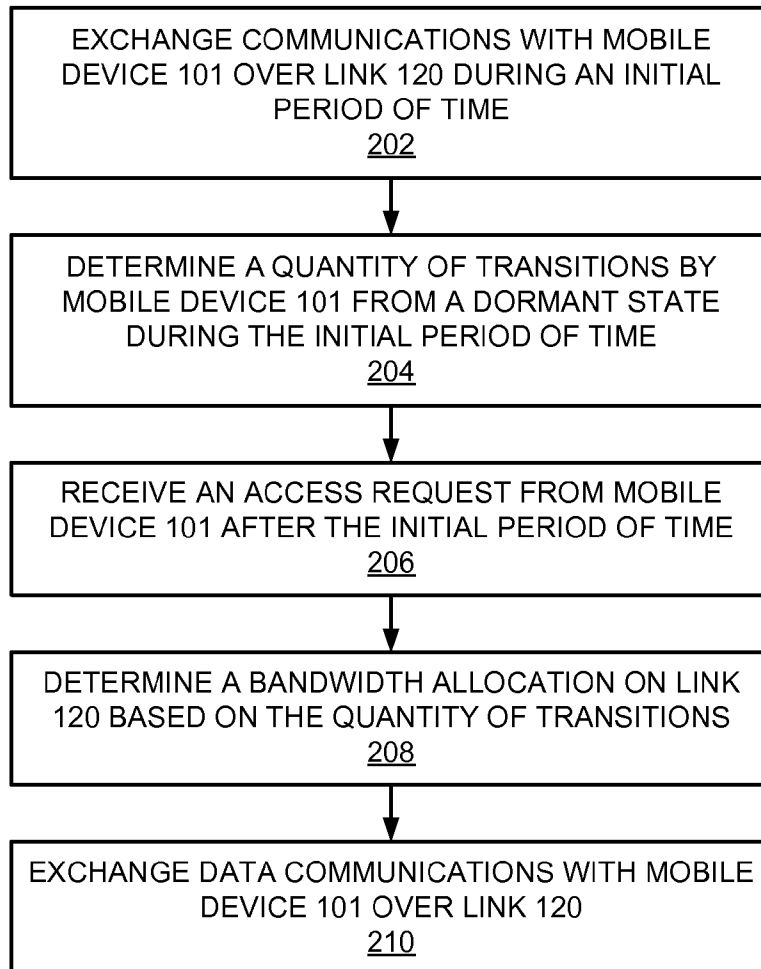 EXCHANGE COMMUNICATIONS WITH MOBILE
DEVICE 101 OVER LINK 120 DURING AN INITIAL
PERIOD OF TIME
202
DETERMINE A QUANTITY OF TRANSITIONS BY
MOBILE DEVICE 101 FROM A DORMANT STATE
DURING THE INITIAL PERIOD OF TIME
204
RECEIVE AN ACCESS REQUEST FROM MOBILE
DEVICE 101 AFTER THE INITIAL PERIOD OF TIME
206
DETERMINE A BANDWIDTH ALLOCATION ON LINK
120 BASED ON THE QUANTITY OF TRANSITIONS
208
EXCHANGE DATA COMMUNICATIONS WITH MOBILE
DEVICE 101 OVER LINK 120
210